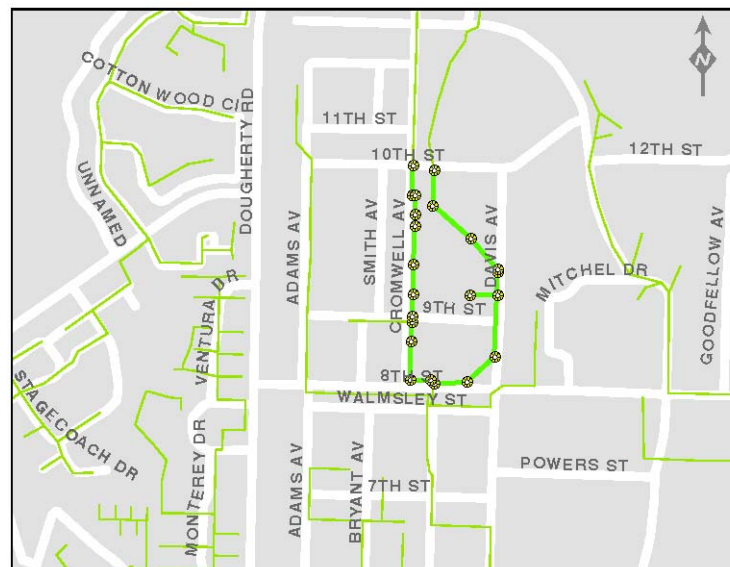 N
COTTON WOOD CIR
DOUGHERTY RD
11TH ST
10TH ST
12TH ST
UNNAMED
ADAMS AV
SMITH AV
CROMWELL AV
DAVIS AV
MITCHEL DR
GOODFELLOW AV
VENTURA DR
9TH ST
8TH ST
WALMSLEY ST
STAGECOACH DR
MONTEREY DR
ADAMS AV
BRYANT AV
7TH ST
POWERS ST